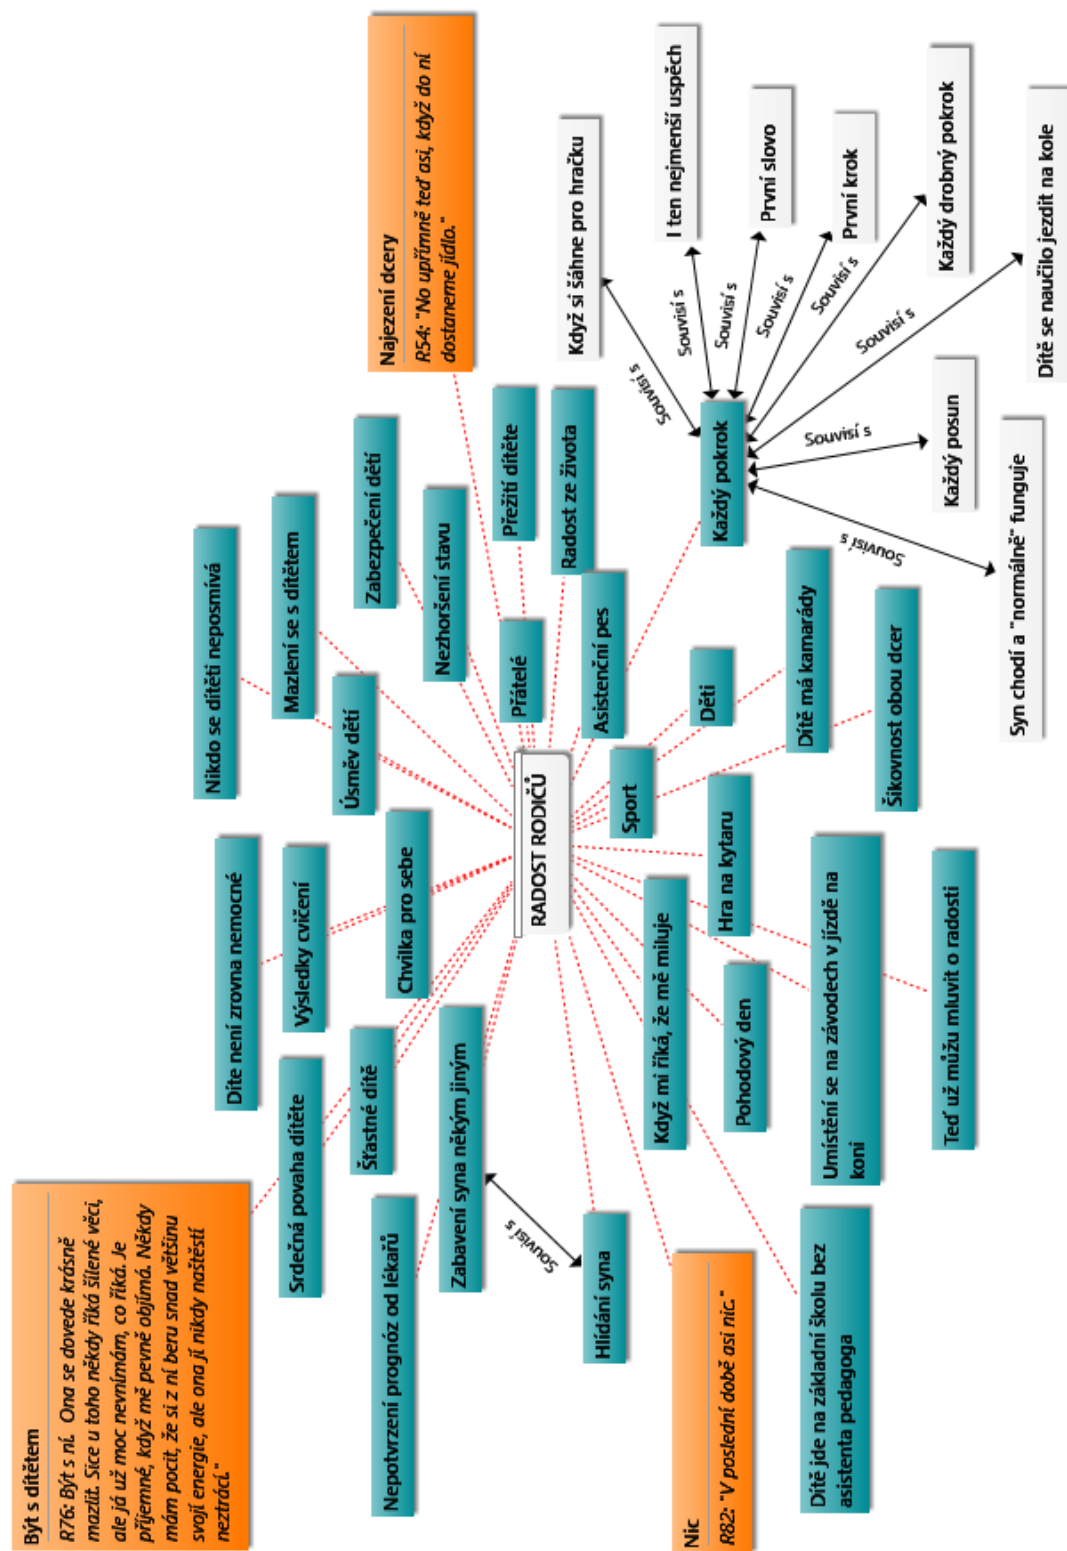 Být s dítětem
R76: Být s ní. Ona se dovede krásně
mazlit. Sice u toho někdy říká šílené věci,
ale já už moc nevnímám, co říká. Je
příjemné, když mě pevně objímá. Někdy
mám pocit, že si z ní beru snad většinu
svojí energie, ale ona jí nikdy naštěstí
neztrácí."
Nikdo se dítěti neposmívá
Díte není zrovna nemocné
Mazlení se s dítětem
Srdečná povaha dítěte
Výsledky cvičení
Úsměv dětí
Zabezpečení dětí
Najezení dcery
R54: "No upřímně teď asi, když do ní
dostaneme jídlo."
Šťastné dítě
Chvilka pro sebe
Nezhoršení stavu
Nepotvrzení prognóz od lékařů
Zabavení syna někým jiným
Přátelé
Přežití dítěte
Souvisí s
RADOST RODIČŮ
Radost ze života
Když si šáhne pro hračku
Hlídání syna
Asistenční pes
Souvisí s
Sport
I ten nejmenší uspěch
Souvisí s
Nic
R82: "V poslední době asi nic."
Když mi říká, že mě miluje
Děti
Každý pokrok
Souvisí s
První slovo
Hra na kytaru
Pohodový den
Souvisí s
První krok
Dítě má kamarády
Souvisí s
Dítě jde na základní školu bez
asistenta pedagoga
Umístění se na závodech v jízdě na
koni
Šikovnost obou dcer
Souvisí s
Souvisí s
Souvisí s
Každý drobný pokrok
Teď už můžu mluvit o radosti
Každý posun
Syn chodí a "normálně" funguje
Dítě se naučilo jezdit na kole